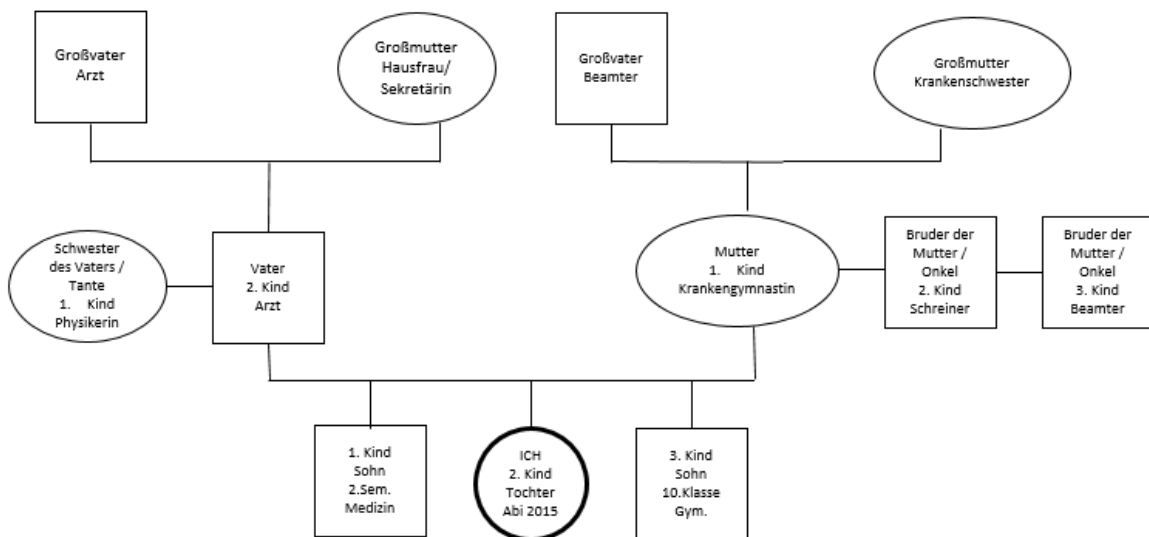 Großvater
Arzt
Großmutter
Hausfrau/
Sekretärin
Großvater
Beamter
Großmutter
Krankenschwester
Schwester
des Vaters /
Tante
1. Kind
Physikerin
Vater
2. Kind
Arzt
Mutter
1. Kind
Krankengymnastin
Bruder der
Mutter /
Onkel
2. Kind
Schreiner
Bruder der
Mutter /
Onkel
3. Kind
Beamter
1. Kind
Sohn
2.Sem.
Medizin
ICH
2. Kind
Tochter
Abi 2015
3. Kind
Sohn
10.Klasse
Gym.